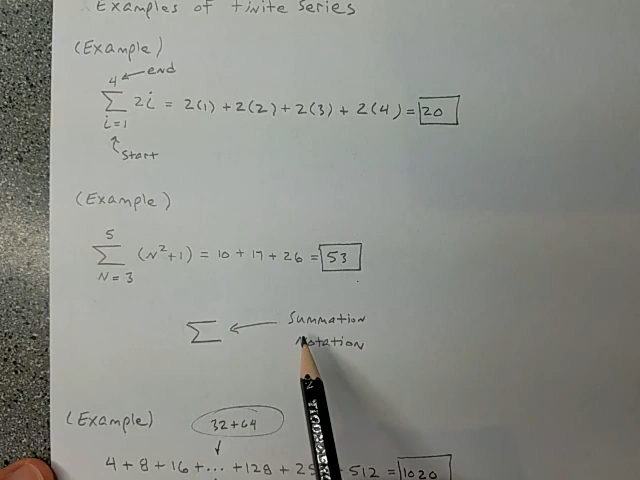 Examples of Finite Series
(Example)
4 ← end
∑ 2i = 2(1) + 2(2) + 2(3) + 2(4) = 20
i=1
↑
Start
(Example)
5
∑ (N²+1) = 10 + 17 + 26 = 53
N=3
∑ ← Summation
Notation
(Example) 32+64
↓
4 + 8 + 16 + ... + 128 + + 512 = 1020